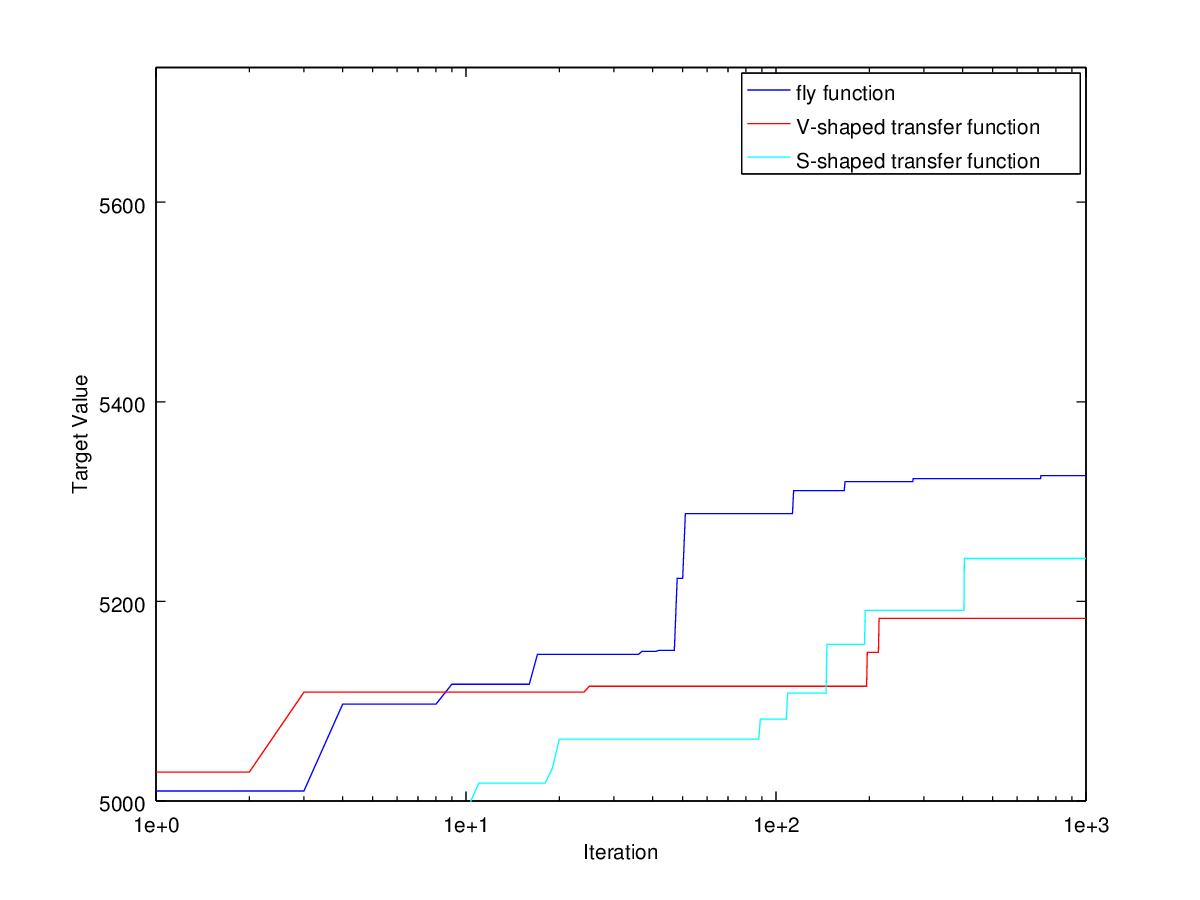 fly function
V-shaped transfer function
S-shaped transfer function
5600
5400
5200
5000
Target Value
1e+0 1e+1 1e+2 1e+3
Iteration